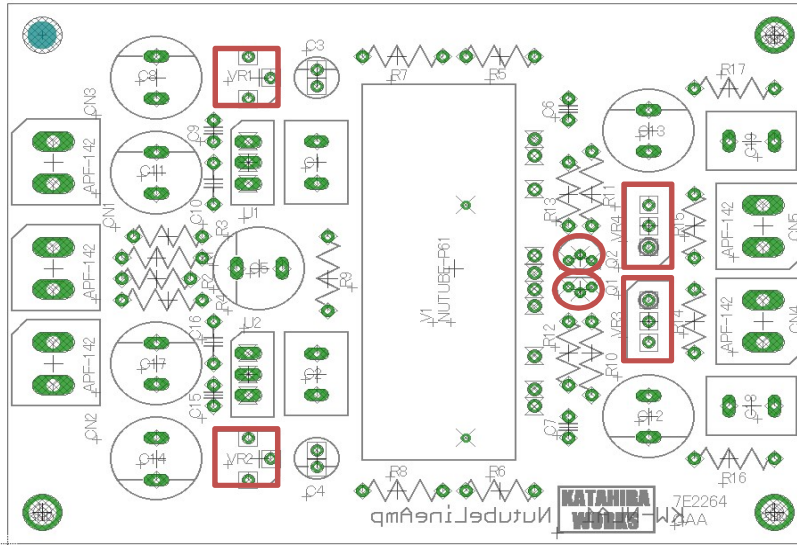 C3
R7
R5
R17
C8
VR1
CN3
C6
C13
C9
APF-142
C1
C11
CN1
C10
U1
R3
R13
R11
VR4
R15
APF-142
CN5
APF-142
C5
R2
R9
V1
NUTUBE-P61
Q2
Q1
R4
U2
C16
R12
R10
VR3
R14
APF-142
CN4
APF-142
C17
C2
C15
CN2
C7
C12
C18
C14
VR2
C4
R8
R6
R16
NutubeLineAmp
KATAHIRA
WORKS
7E2264